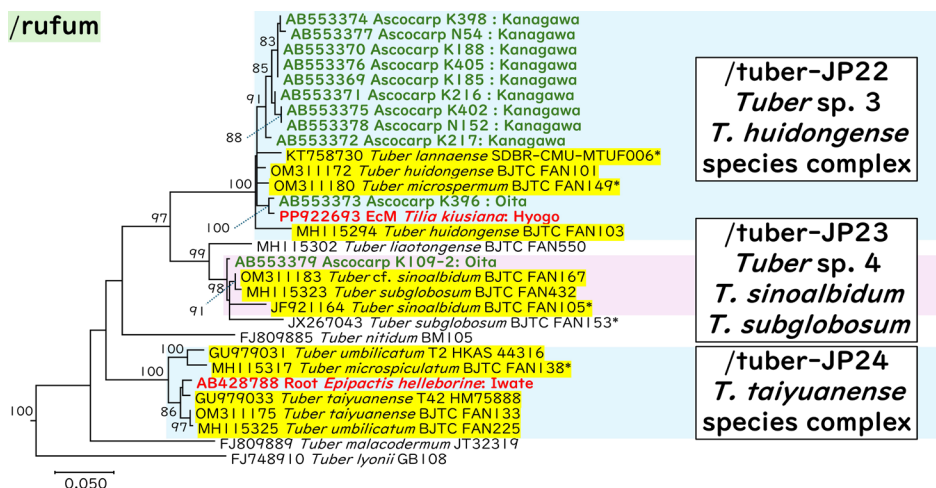 /rufum
AB553374 Ascocarp K398 : Kanagawa
AB553377 Ascocarp N54 : Kanagawa
AB553370 Ascocarp K188 : Kanagawa
AB553376 Ascocarp K405 : Kanagawa
AB553369 Ascocarp K185 : Kanagawa
AB553371 Ascocarp K216 : Kanagawa
AB553375 Ascocarp K402 : Kanagawa
AB553378 Ascocarp N152 : Kanagawa
AB553372 Ascocarp K217: Kanagawa
KT758730 Tuber lannaense SDBR-CMU-MTUF006*
OM311172 Tuber huidongense BJTC FAN101
OM311180 Tuber microspermum BJTC FAN149*
AB553373 Ascocarp K396 : Oita
PP922693 EcM Tilia kiusiana: Hyogo
MH115294 Tuber huidongense BJTC FAN103
MH115302 Tuber liaotongense BJTC FAN550
AB553379 Ascocarp K109-2: Oita
OM311183 Tuber cf. sinoalbidum BJTC FAN167
MH115323 Tuber subglobosum BJTC FAN432
JF921164 Tuber sinoalbidum BJTC FAN105*
JX267043 Tuber subglobosum BJTC FAN153*
FJ809885 Tuber nitidum BM105
GU979031 Tuber umbilicatum T2 HKAS 44316
MH115317 Tuber microspiculatum BJTC FAN138*
AB428788 Root Epipactis helleborine: Iwate
GU979033 Tuber taiyuanense T42 HM75888
OM311175 Tuber taiyuanense BJTC FAN133
MH115325 Tuber umbilicatum BJTC FAN225
FJ809889 Tuber malacodermum JT32319
FJ748910 Tuber lyonii GB108
83
85
91
88
100
100
97
99
98
91
100
100
86
97
100
0.050
/tuber-JP22
Tuber sp. 3
T. huidongense
species complex
/tuber-JP23
Tuber sp. 4
T. sinoalbidum
T. subglobosum
/tuber-JP24
T. taiyuanense
species complex